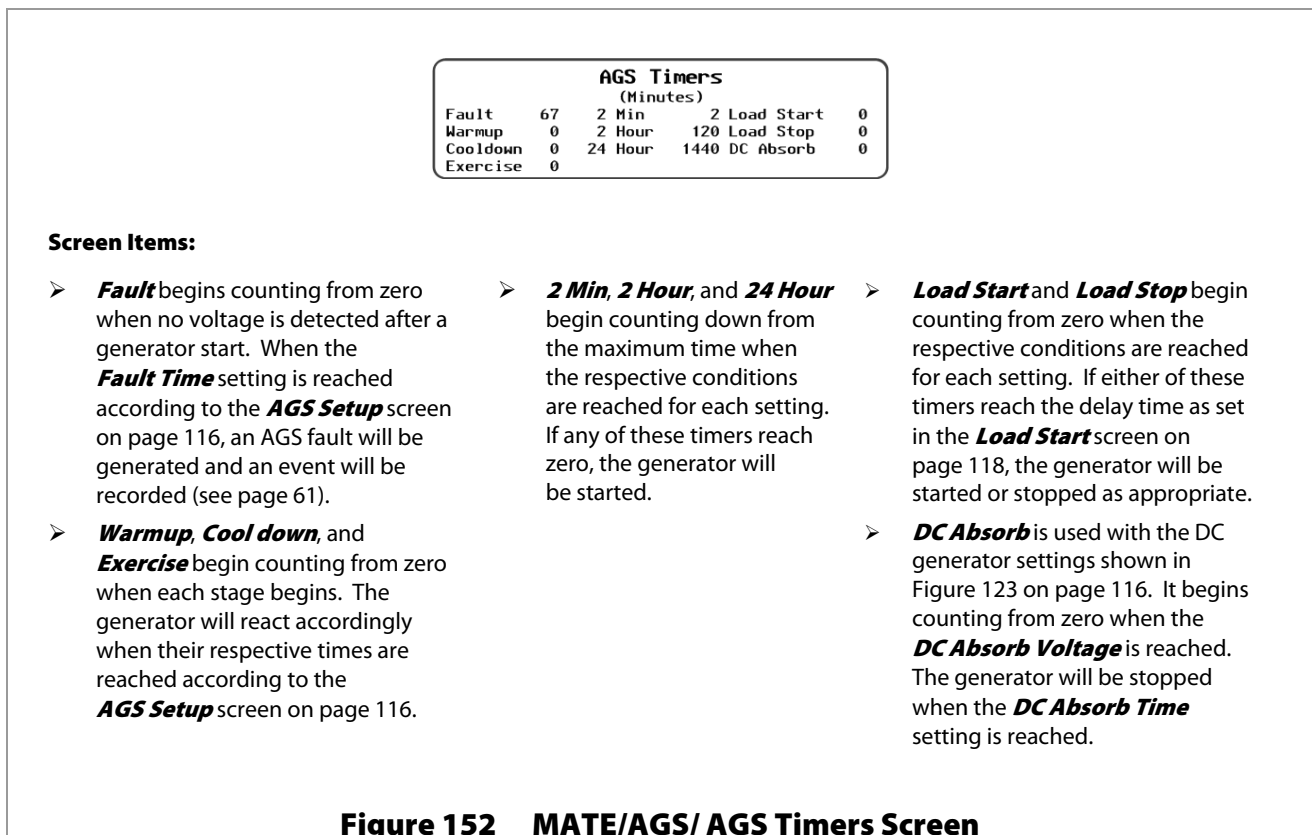 AGS Timers
(Minutes)
Fault 67 2 Min 2 Load Start 0
Warmup 0 2 Hour 120 Load Stop 0
Cooldown 0 24 Hour 1440 DC Absorb 0
Exercise 0
Screen Items:
➢ Fault begins counting from zero
when no voltage is detected after a
generator start. When the
Fault Time setting is reached
according to the AGS Setup screen
on page 116, an AGS fault will be
generated and an event will be
recorded (see page 61).
➢ Warmup, Cool down, and
Exercise begin counting from zero
when each stage begins. The
generator will react accordingly
when their respective times are
reached according to the
AGS Setup screen on page 116.
➢ 2 Min, 2 Hour, and 24 Hour
begin counting down from
the maximum time when
the respective conditions
are reached for each setting.
If any of these timers reach
zero, the generator will
be started.
➢ Load Start and Load Stop begin
counting from zero when the
respective conditions are reached
for each setting. If either of these
timers reach the delay time as set
in the Load Start screen on
page 118, the generator will be
started or stopped as appropriate.
➢ DC Absorb is used with the DC
generator settings shown in
Figure 123 on page 116. It begins
counting from zero when the
DC Absorb Voltage is reached.
The generator will be stopped
when the DC Absorb Time
setting is reached.
Figure 152 MATE/AGS/ AGS Timers Screen